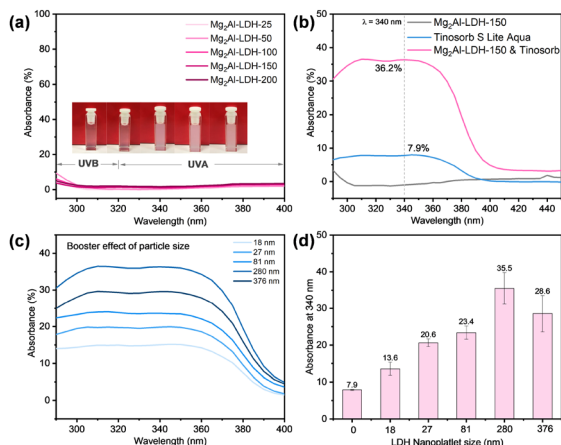 (a)
Mg₂Al-LDH-25
Mg₂Al-LDH-50
Mg₂Al-LDH-100
Mg₂Al-LDH-150
Mg₂Al-LDH-200
100
80
60
40
20
0
Absorbance (%)
UVB
UVA
300
320
340
360
380
400
Wavelength (nm)
(b)
λ = 340 nm
Mg₂Al-LDH-150
Tinosorb S Lite Aqua
Mg₂Al-LDH-150 & Tinosorb
50
40
30
20
10
0
Absorbance (%)
36.2%
7.9%
300
320
340
360
380
400
420
440
Wavelength (nm)
(c)
Booster effect of particle size
18 nm
27 nm
81 nm
280 nm
376 nm
40
30
20
10
0
Absorbance (%)
300
320
340
360
380
400
Wavelength (nm)
(d)
50
40
30
20
10
0
Absorbance at 340 nm
7.9
13.6
20.6
23.4
35.5
28.6
0
18
27
81
280
376
LDH Nanoplatlet size (nm)